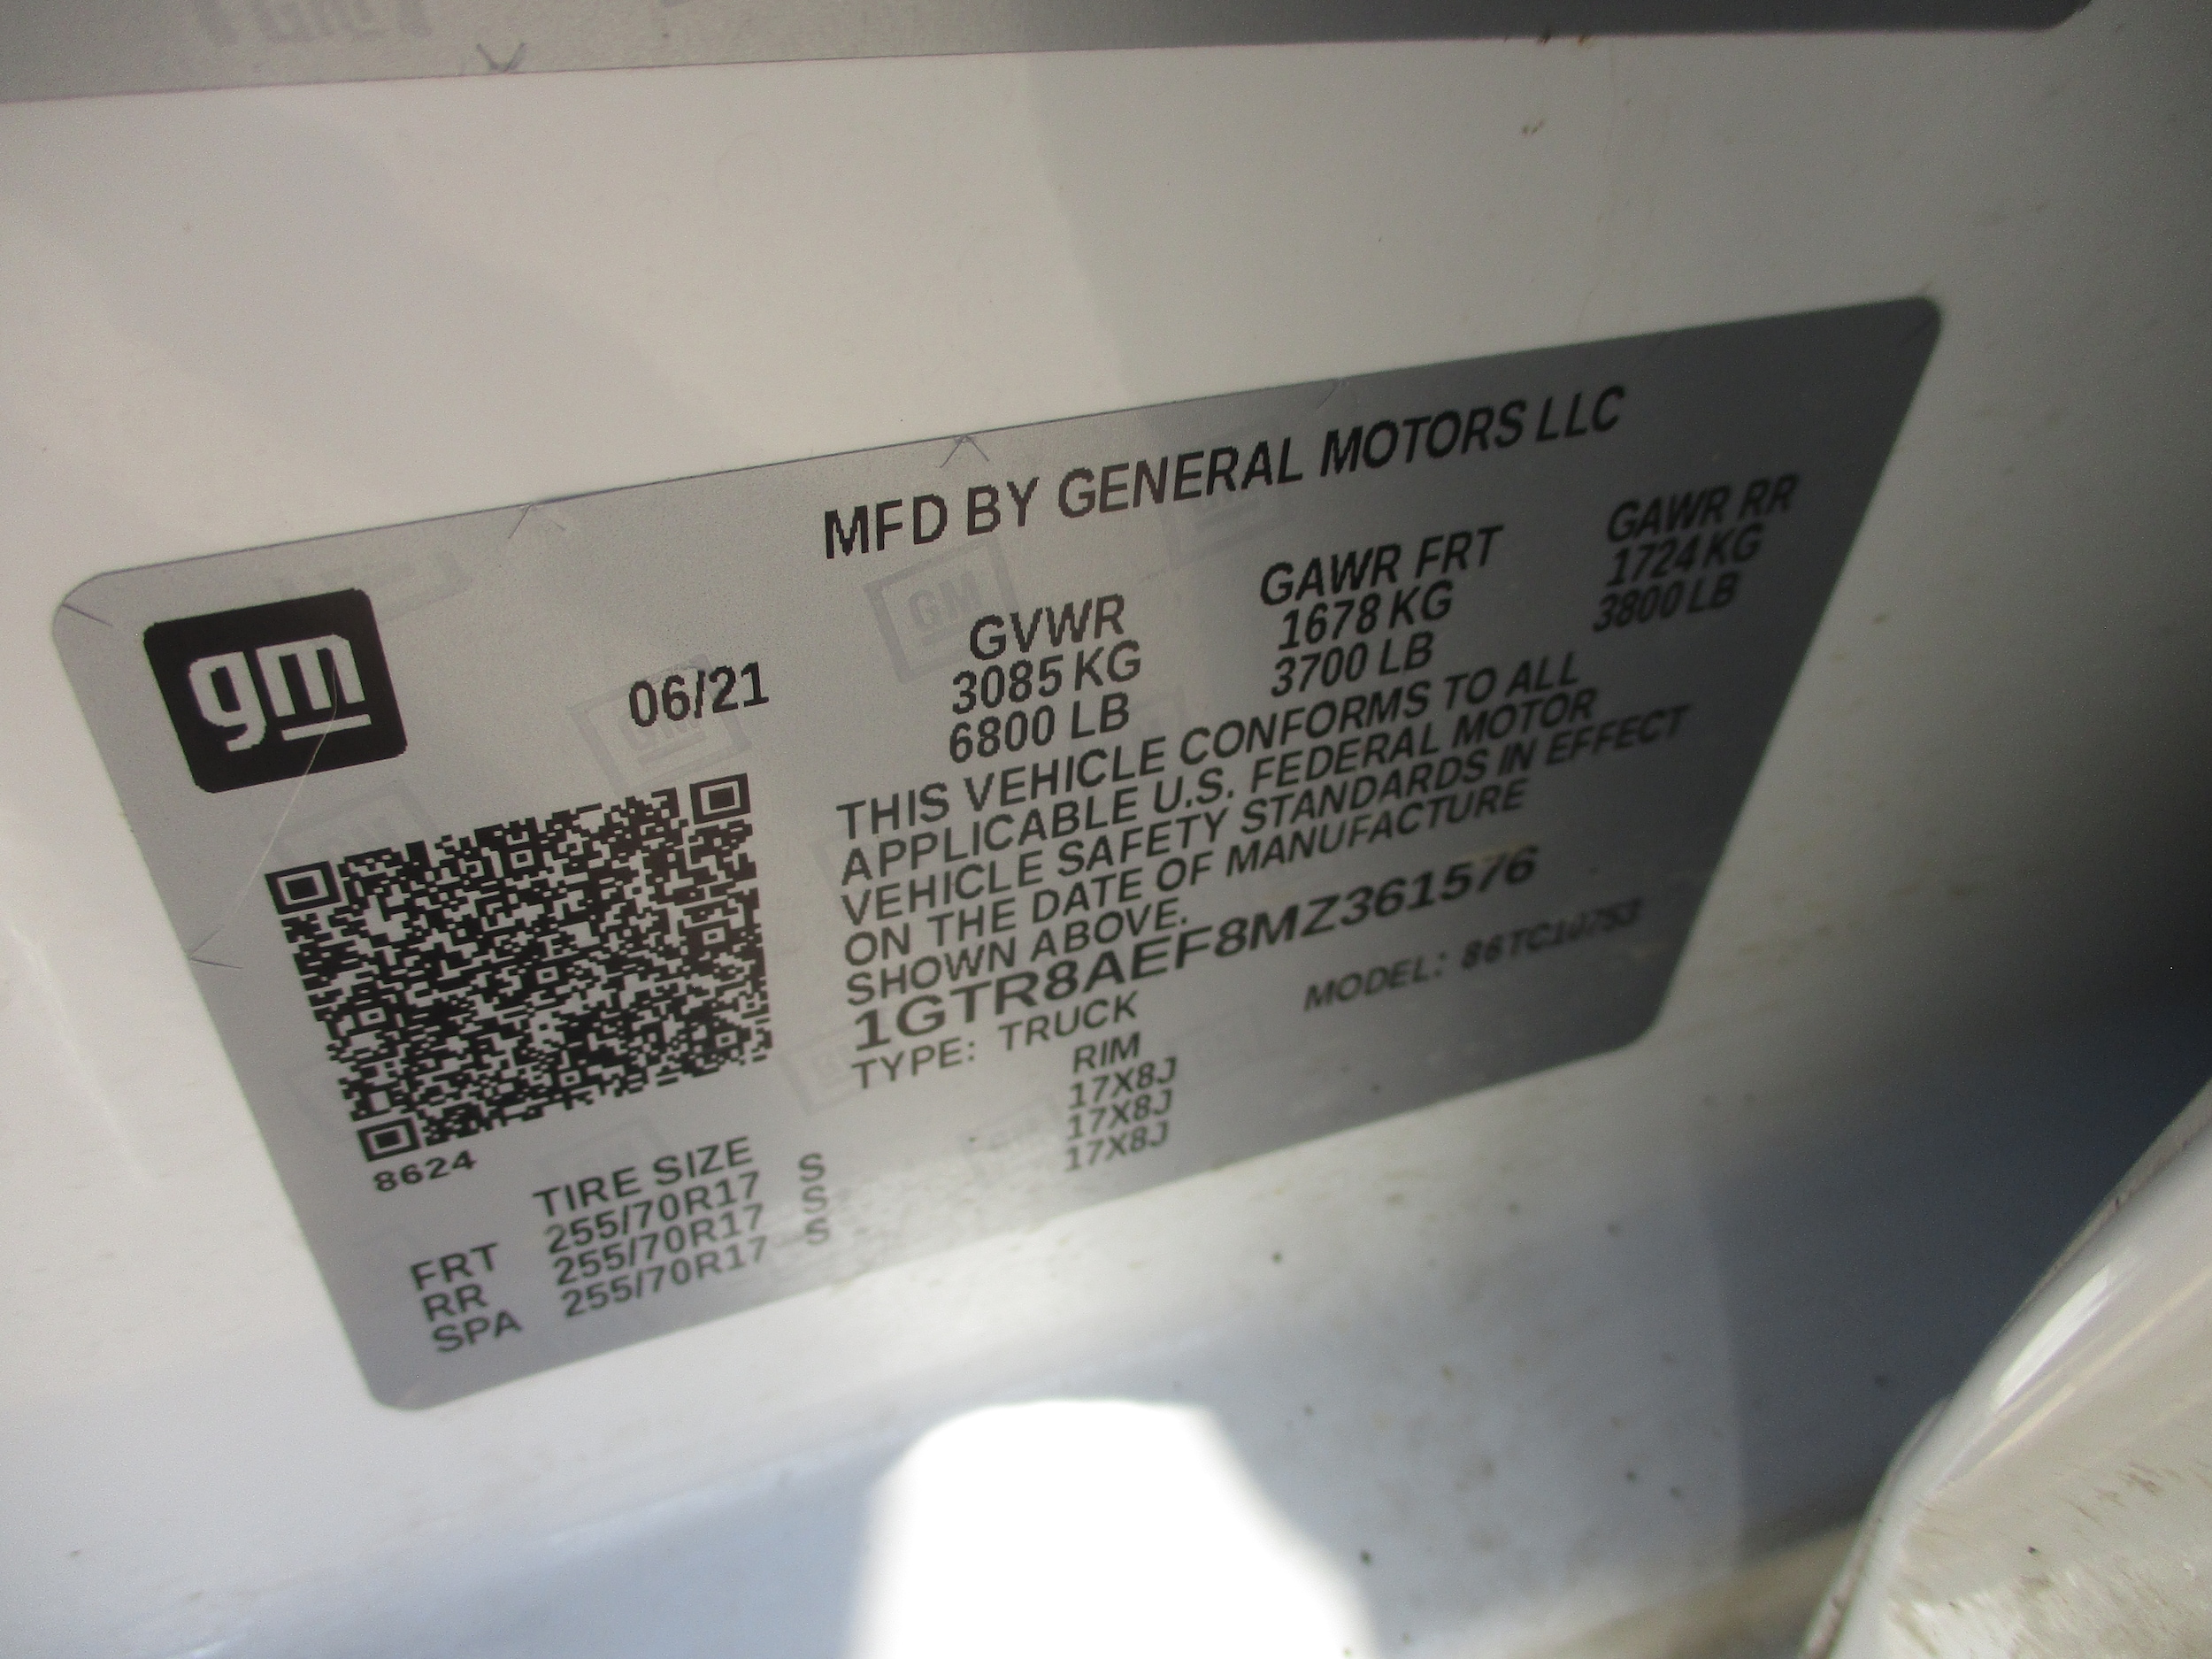 MFD BY GENERAL MOTORS LLC
gm
06/21
GVWR GAWR FRT GAWR RR
3085 KG 1678 KG 1724 KG
6800 LB 3700 LB 3800 LB
THIS VEHICLE CONFORMS TO ALL
APPLICABLE U.S. FEDERAL MOTOR
VEHICLE SAFETY STANDARDS IN EFFECT
ON THE DATE OF MANUFACTURE
SHOWN ABOVE.
1GTR8AEF8MZ361576
TYPE: TRUCK MODEL: 86TC10753
8624
TIRE SIZE RIM
FRT 255/70R17 S 17X8J
RR 255/70R17 S 17X8J
SPA 255/70R17 S 17X8J